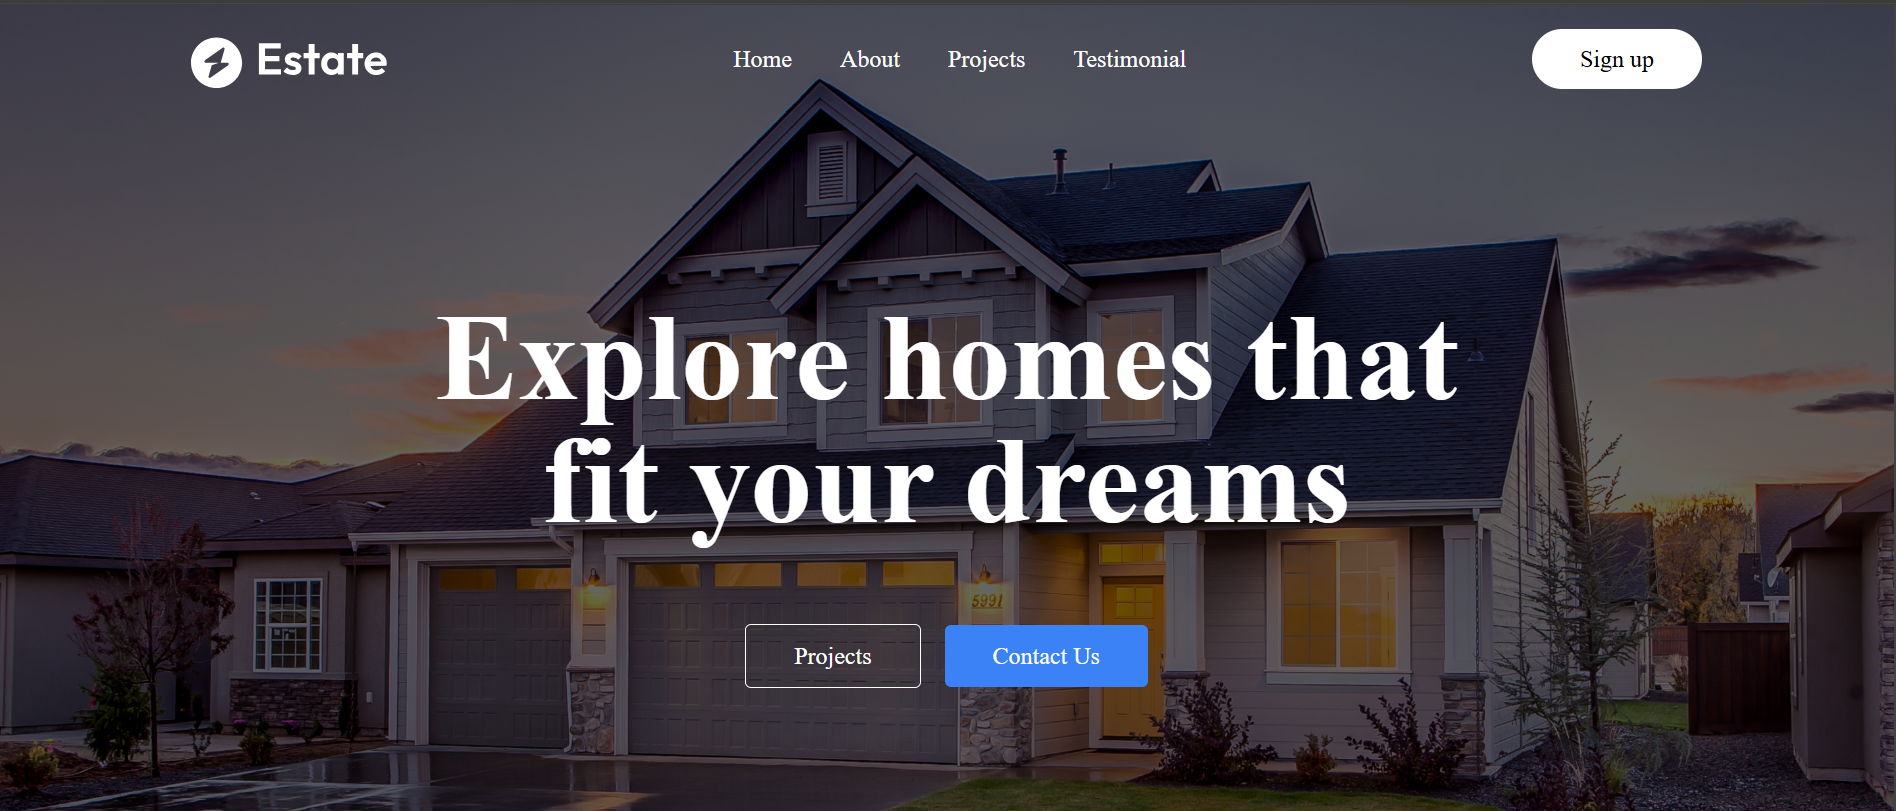 Estate
Home About Projects Testimonial
Sign up
Explore homes that
fit your dreams
5991
Projects Contact Us